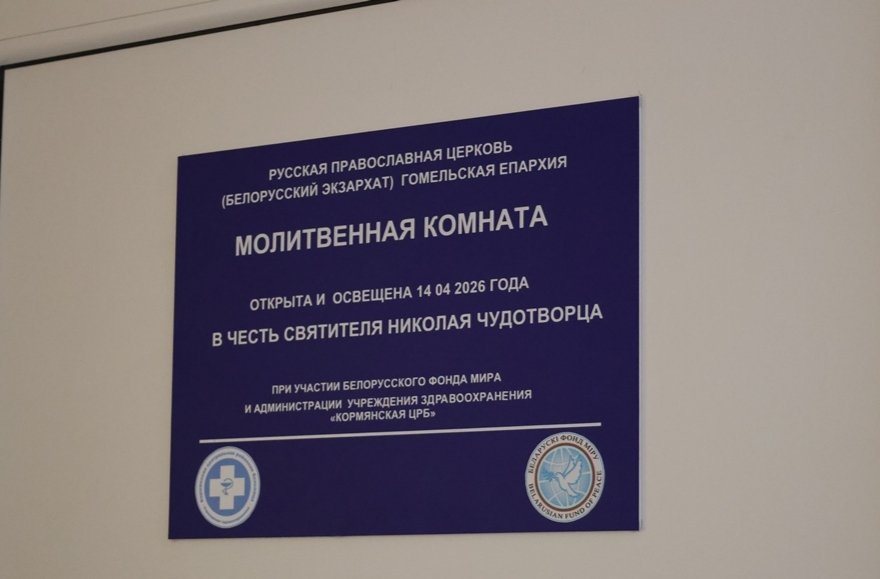 РУССКАЯ ПРАВОСЛАВНАЯ ЦЕРКОВЬ
(БЕЛОРУССКИЙ ЭКЗАРХАТ) ГОМЕЛЬСКАЯ ЕПАРХИЯ
МОЛИТВЕННАЯ КОМНАТА
ОТКРЫТА И ОСВЕЩЕНА 14 04 2026 ГОДА
В ЧЕСТЬ СВЯТИТЕЛЯ НИКОЛАЯ ЧУДОТВОРЦА
ПРИ УЧАСТИИ БЕЛОРУССКОГО ФОНДА МИРА
И АДМИНИСТРАЦИИ УЧРЕЖДЕНИЯ ЗДРАВООХРАНЕНИЯ
«КОРМЯНСКАЯ ЦРБ»
БЕЛАРУСКІ ФОНД МІРУ
BELARUSIAN FUND OF PEACE